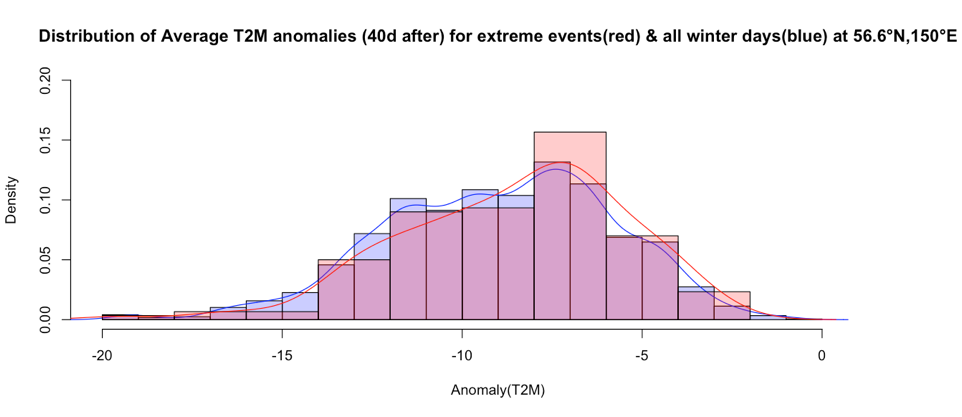 Distribution of Average T2M anomalies (40d after) for extreme events(red) & all winter days(blue) at 56.6°N,150°E
0.20
0.15
0.10
0.05
0.00
Density
-20 -15 -10 -5 0
Anomaly(T2M)